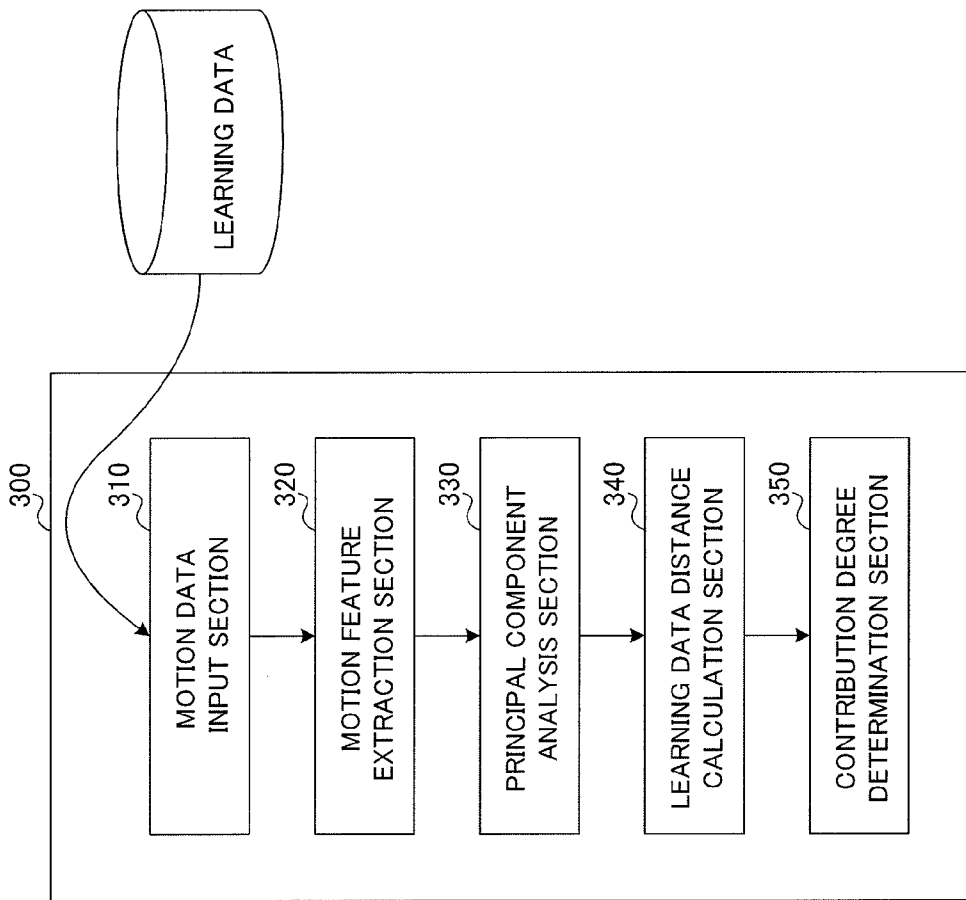 300
LEARNING DATA
310
MOTION DATA
INPUT SECTION
320
MOTION FEATURE
EXTRACTION SECTION
330
PRINCIPAL COMPONENT
ANALYSIS SECTION
340
LEARNING DATA DISTANCE
CALCULATION SECTION
350
CONTRIBUTION DEGREE
DETERMINATION SECTION